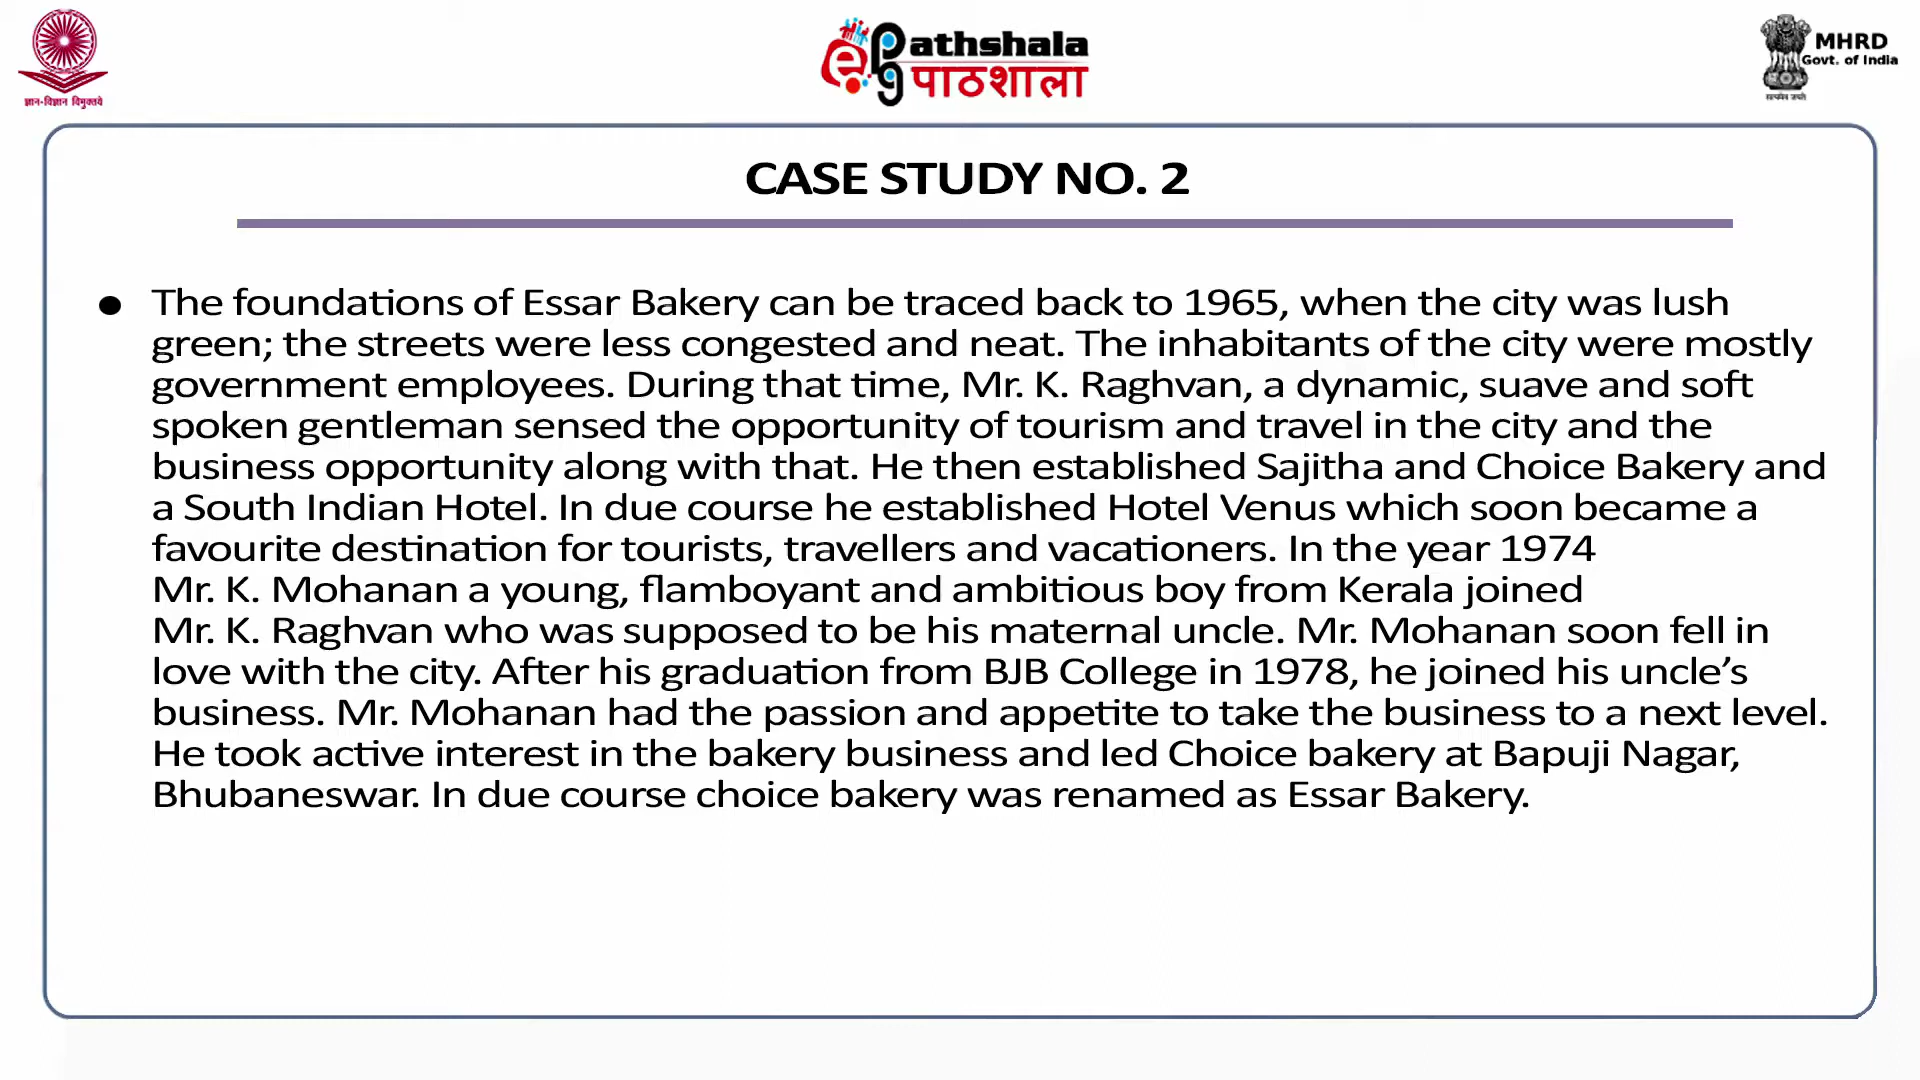 ज्ञान-विज्ञान विमुक्तये
ePG Pathshala
पाठशाला
MHRD
Govt. of India
सत्यमेव जयते
CASE STUDY NO. 2
● The foundations of Essar Bakery can be traced back to 1965, when the city was lush
green; the streets were less congested and neat. The inhabitants of the city were mostly
government employees. During that time, Mr. K. Raghvan, a dynamic, suave and soft
spoken gentleman sensed the opportunity of tourism and travel in the city and the
business opportunity along with that. He then established Sajitha and Choice Bakery and
a South Indian Hotel. In due course he established Hotel Venus which soon became a
favourite destination for tourists, travellers and vacationers. In the year 1974
Mr. K. Mohanan a young, flamboyant and ambitious boy from Kerala joined
Mr. K. Raghvan who was supposed to be his maternal uncle. Mr. Mohanan soon fell in
love with the city. After his graduation from BJB College in 1978, he joined his uncle’s
business. Mr. Mohanan had the passion and appetite to take the business to a next level.
He took active interest in the bakery business and led Choice bakery at Bapuji Nagar,
Bhubaneswar. In due course choice bakery was renamed as Essar Bakery.